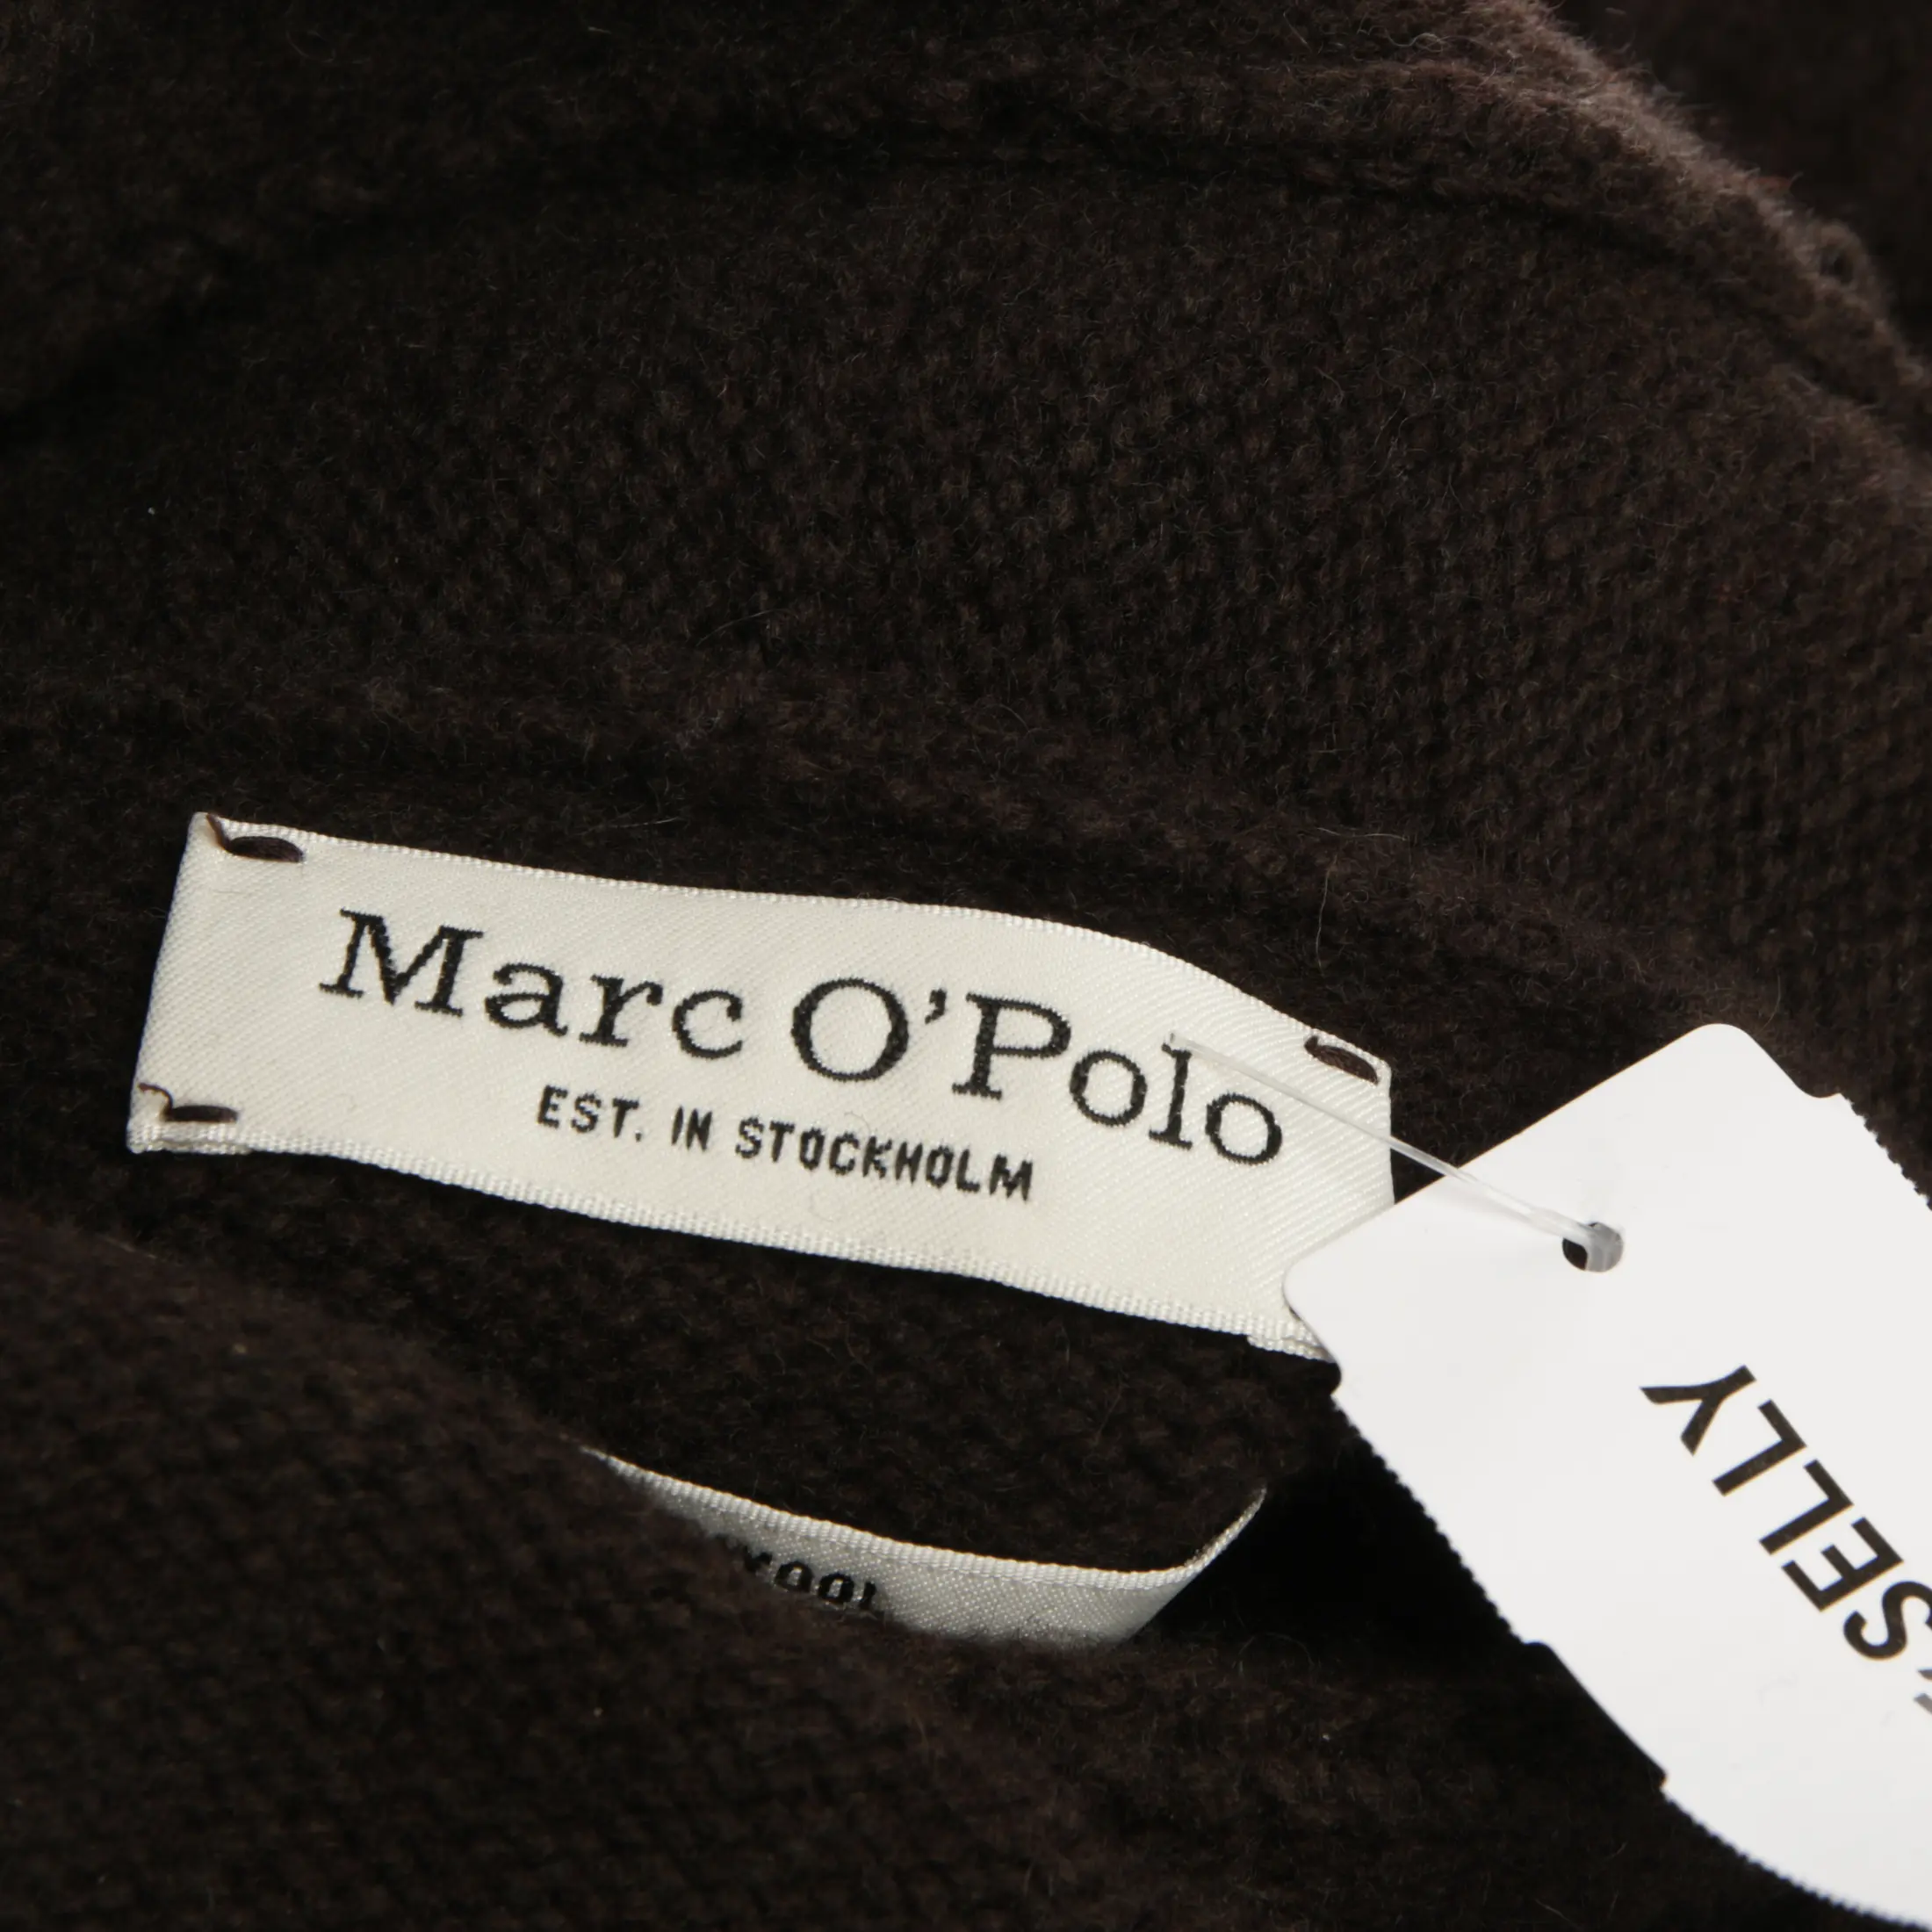 Marc O'Polo
EST. IN STOCKHOLM
SELLY